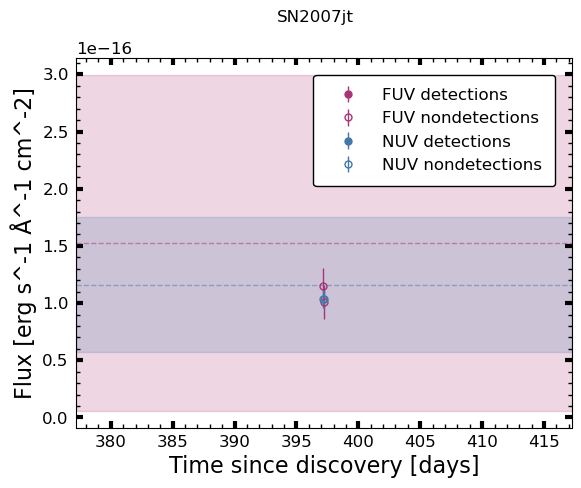 SN2007jt
1e−16
3.0
2.5
2.0
1.5
1.0
0.5
0.0
Flux [erg s^-1 Å^-1 cm^-2]
FUV detections
FUV nondetections
NUV detections
NUV nondetections
380 385 390 395 400 405 410 415
Time since discovery [days]